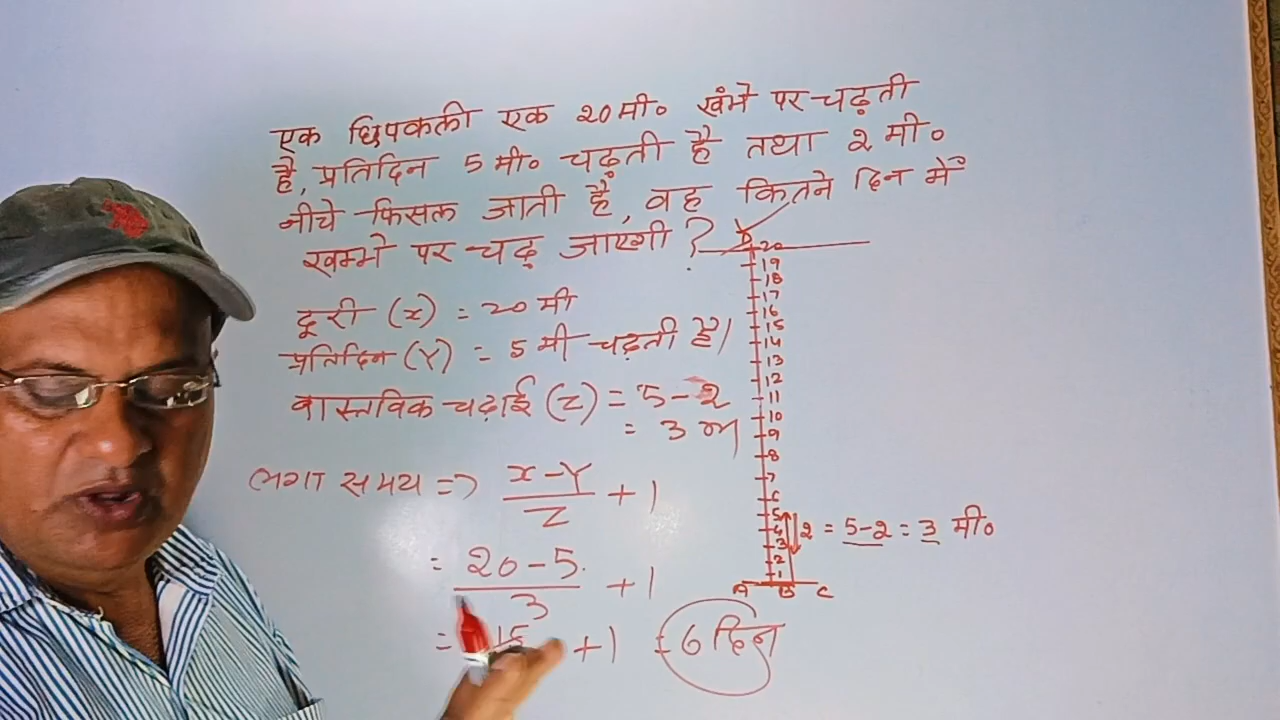 एक छिपकली एक 20 मी० खंभे पर चढ़ती
है, प्रतिदिन 5 मी० चढ़ती है तथा 2 मी०
नीचे फिसल जाती है, वह कितने दिन में
खम्भे पर चढ़ जाएगी ?
दूरी (x) = 20 मी
प्रतिदिन (Y) = 5 मी चढ़ती है।
वास्तविक चढ़ाई (Z) = 5-2
= 3 मी
लगा समय => x-Y / Z + 1
= 20-5 / 3 + 1
= 15 + 1 = 6 दिन
D
20
19
18
17
16
15
14
13
12
11
10
9
8
7
6
5
4
3
2
1
2 = 5-2 = 3 मी०
A B C